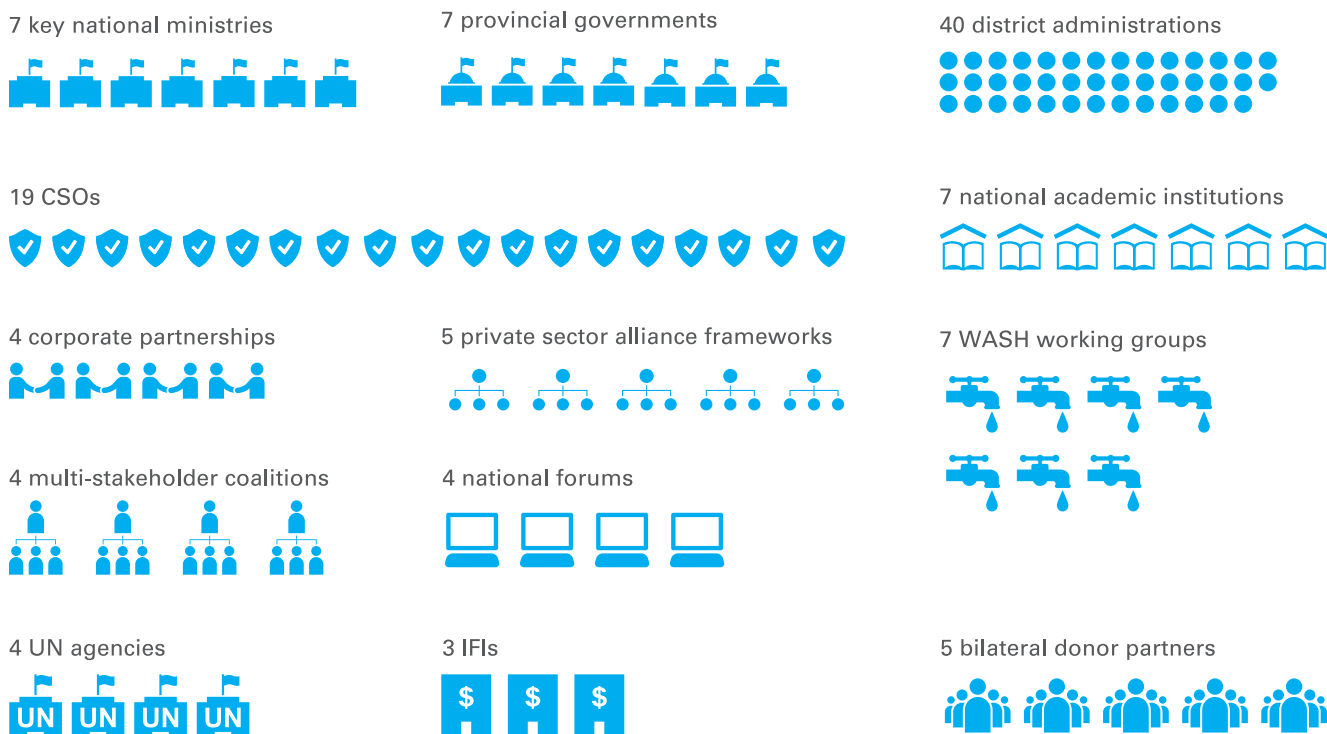 7 key national ministries
7 provincial governments
40 district administrations
19 CSOs
7 national academic institutions
4 corporate partnerships
5 private sector alliance frameworks
7 WASH working groups
4 multi-stakeholder coalitions
4 national forums
4 UN agencies
UN UN UN UN
3 IFIs
$ $ $
5 bilateral donor partners